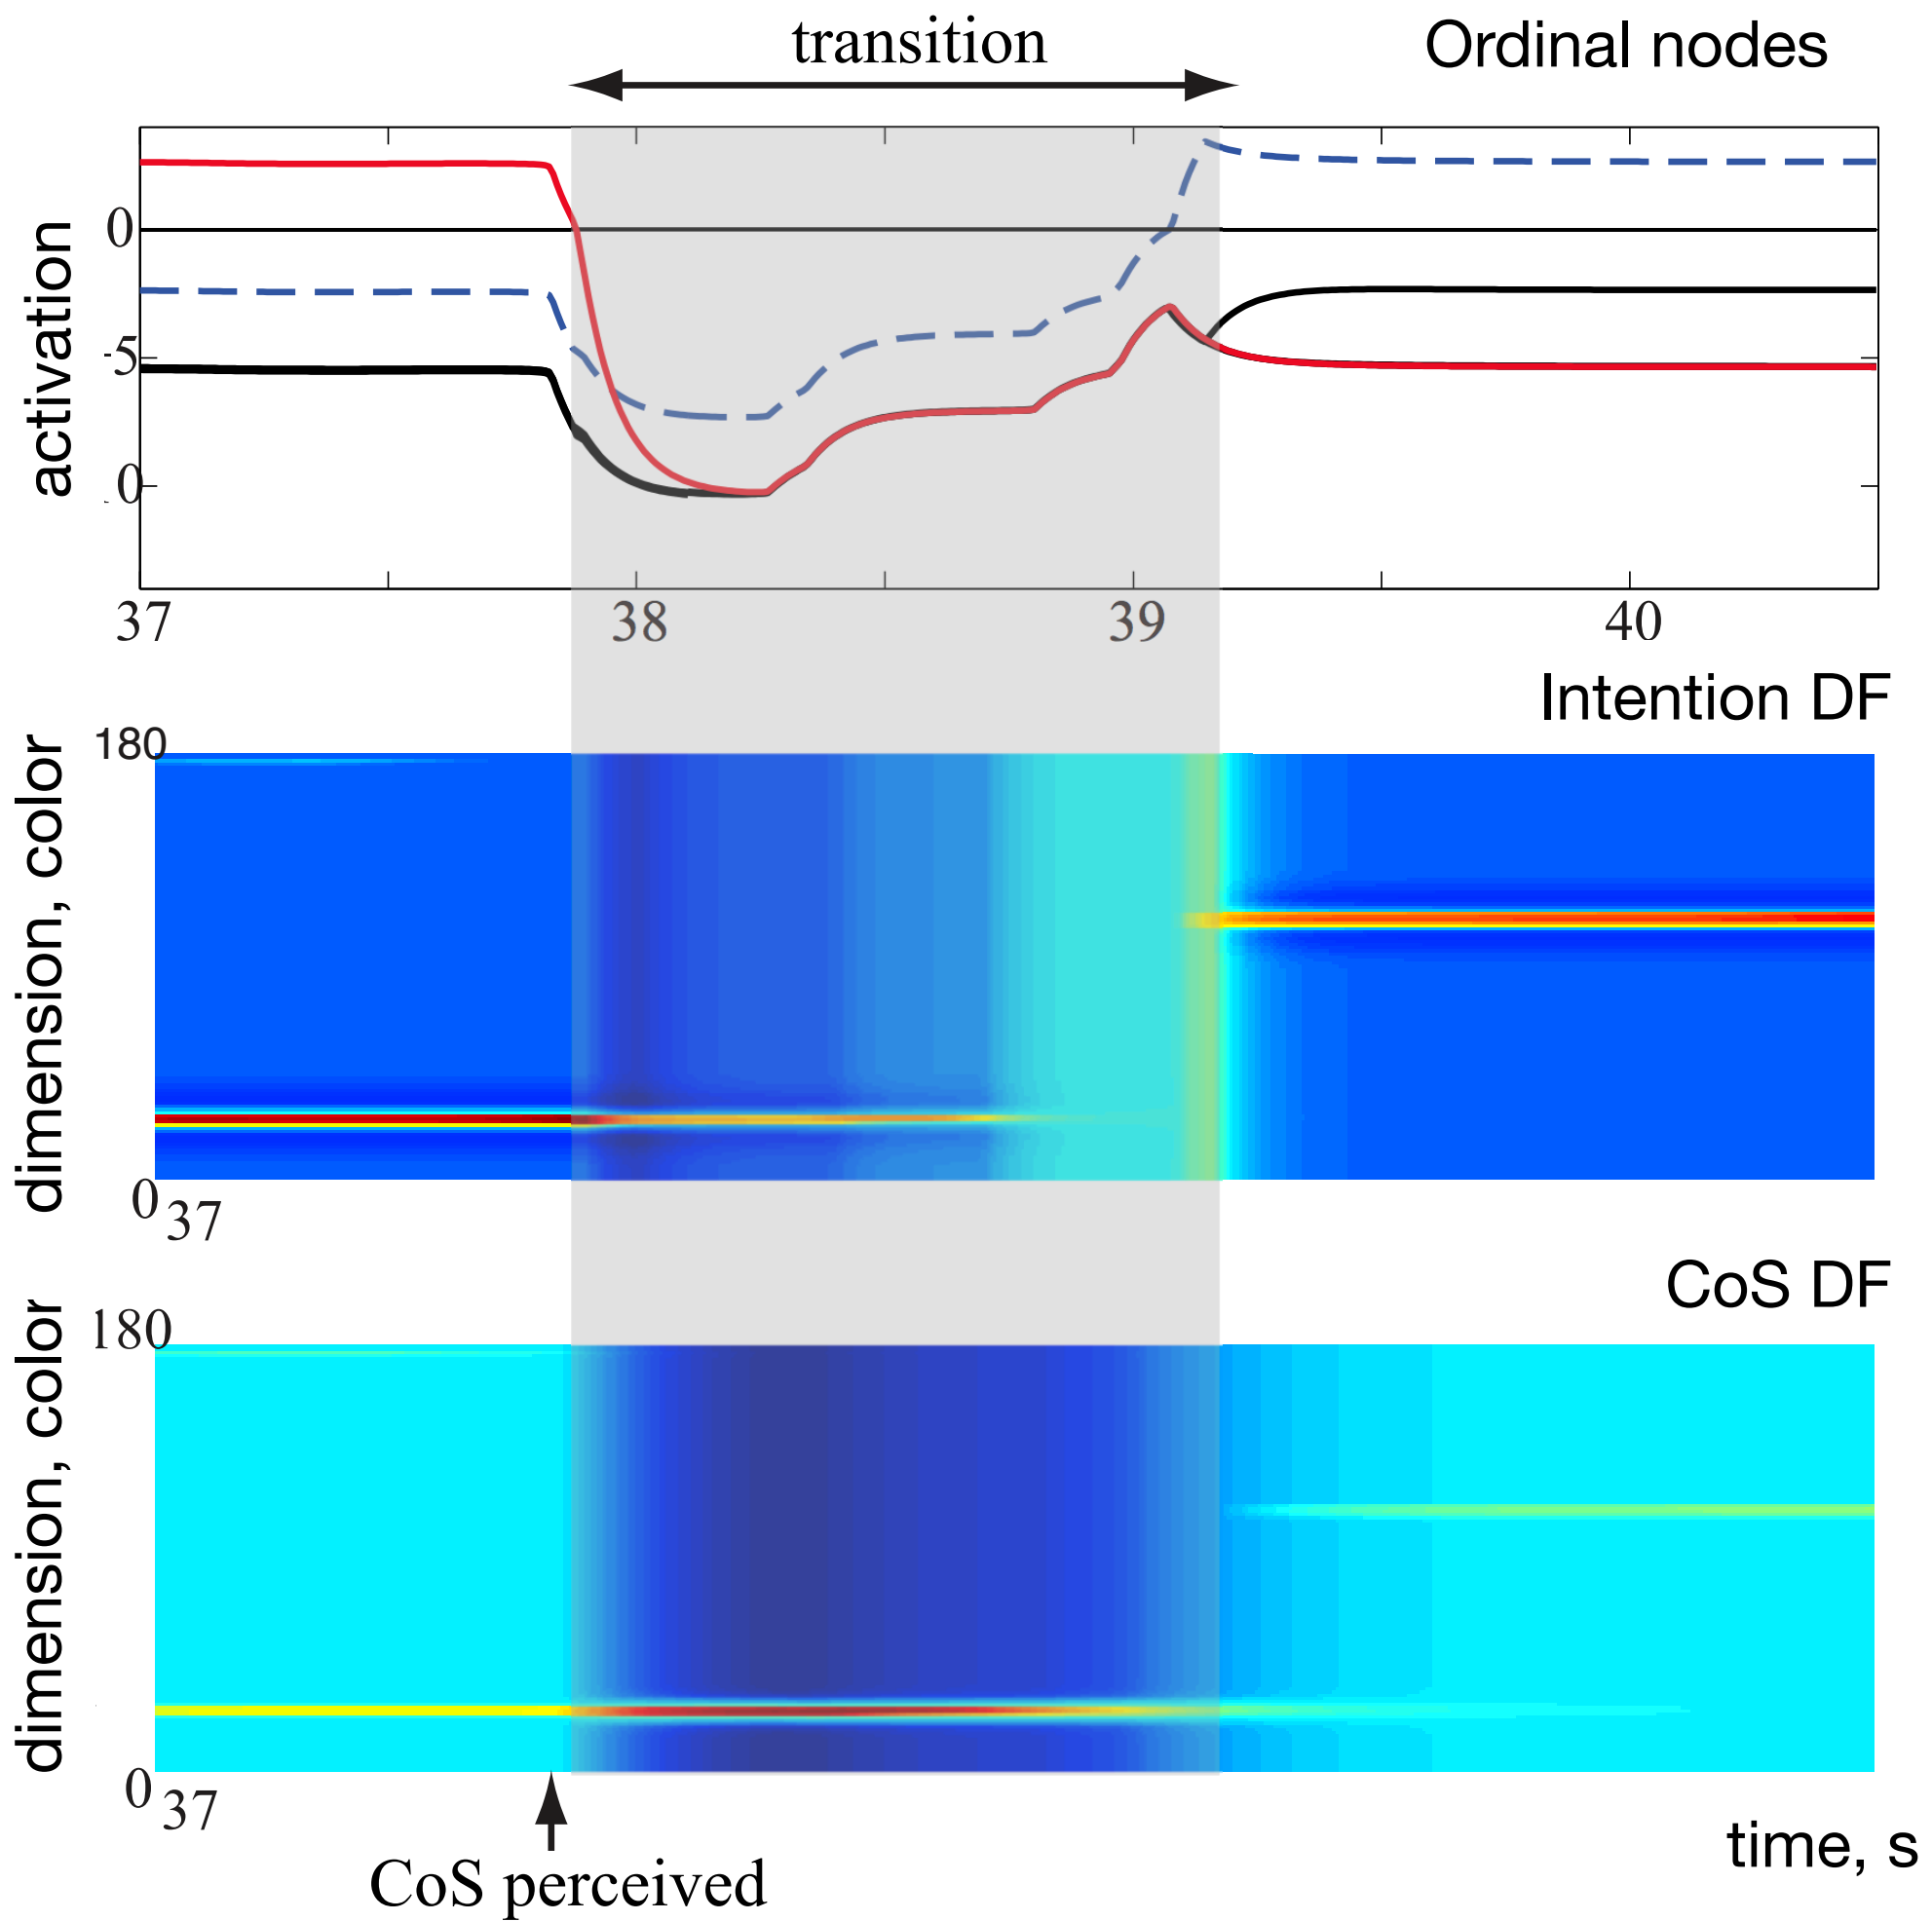 transition
Ordinal nodes
activation
0
-5
.0
37 38 39 40
Intention DF
dimension, color
180
0
37
CoS DF
dimension, color
180
0
37
CoS perceived
time, s